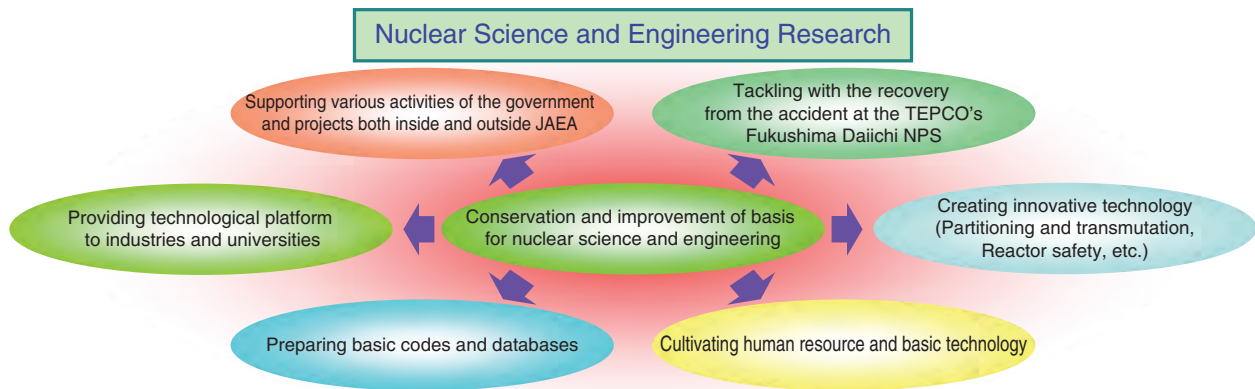 Nuclear Science and Engineering Research
Supporting various activities of the government
and projects both inside and outside JAEA
Tackling with the recovery
from the accident at the TEPCO's
Fukushima Daiichi NPS
Providing technological platform
to industries and universities
Conservation and improvement of basis
for nuclear science and engineering
Creating innovative technology
(Partitioning and transmutation,
Reactor safety, etc.)
Preparing basic codes and databases
Cultivating human resource and basic technology